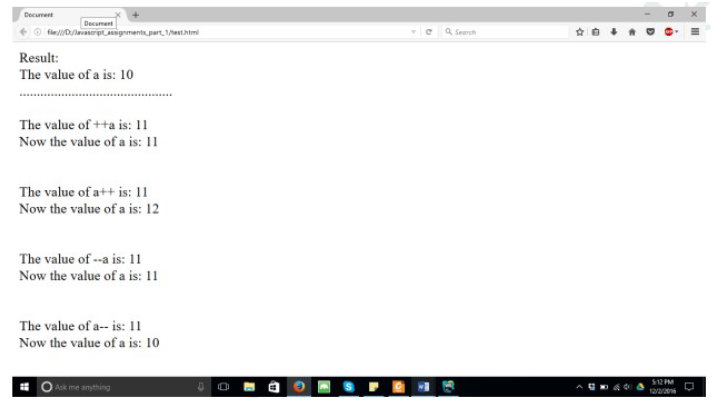 Document
Document
file:///D:/Javascript_assignments_part_1/test.html
Search
Result:
The value of a is: 10
............................................
The value of ++a is: 11
Now the value of a is: 11
The value of a++ is: 11
Now the value of a is: 12
The value of --a is: 11
Now the value of a is: 11
The value of a-- is: 11
Now the value of a is: 10
Ask me anything
5:12 PM
12/2/2016